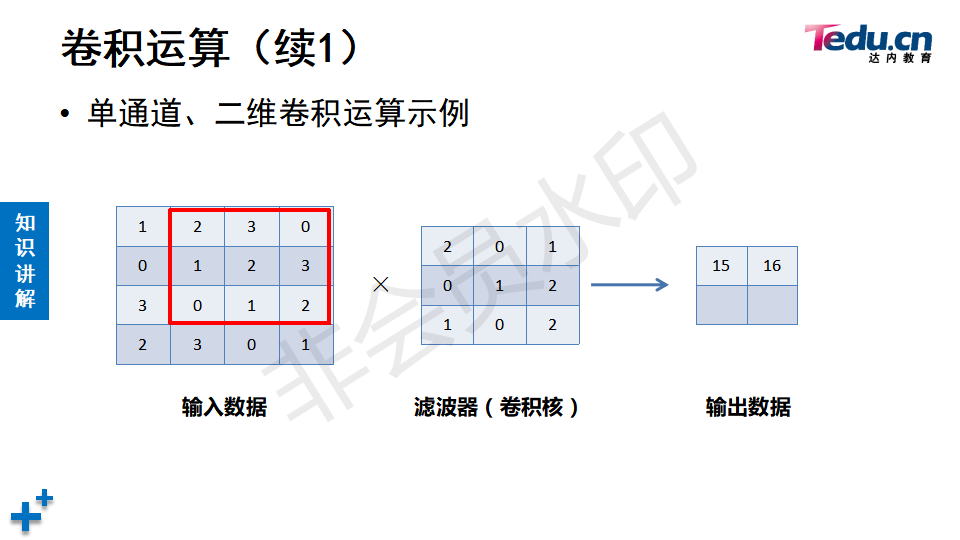 卷积运算（续1）
Tedu.cn
达内教育
• 单通道、二维卷积运算示例
知识讲解
1 2 3 0
0 1 2 3
3 0 1 2
2 3 0 1
×
2 0 1
0 1 2
1 0 2
15 16
输入数据
滤波器（卷积核）
输出数据
非会员水印